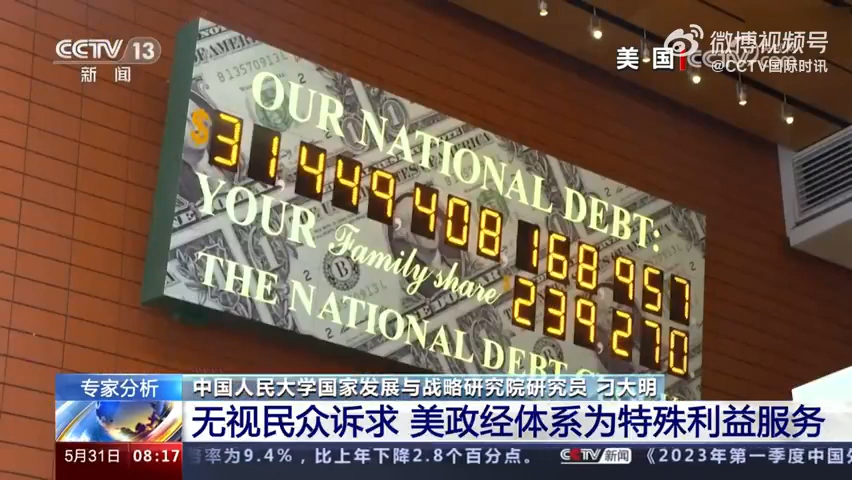 CCTV 13
新闻
美国
微博视频号
@CCTV国际时讯
OUR NATIONAL DEBT:
$31,449,408,168,957
YOUR Family share $239,270
THE NATIONAL DEBT
专家分析
中国人民大学国家发展与战略研究院研究员 刁大明
无视民众诉求 美政经体系为特殊利益服务
5月31日 08:17
率为9.4%，比上年下降2.8个百分点。 CCTV新闻 《2023年第一季度中国